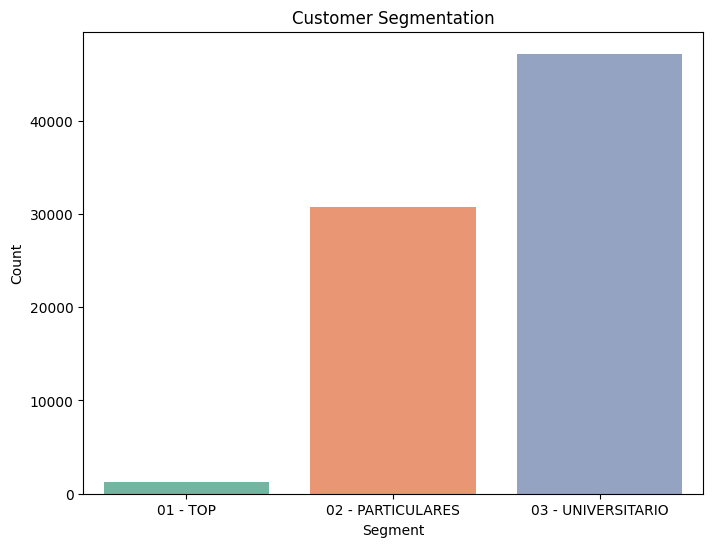 Customer Segmentation
Count
40000
30000
20000
10000
0
01 - TOP
02 - PARTICULARES
03 - UNIVERSITARIO
Segment